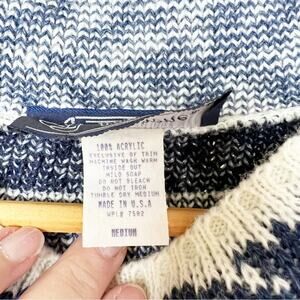 100% ACRYLIC
EXCLUSIVE OF TRIM
MACHINE WASH WARM
INSIDE OUT
MILD SOAP
DO NOT BLEACH
DO NOT IRON
TUMBLE DRY MEDIUM
MADE IN U.S.A
WPL# 7592
MEDIUM